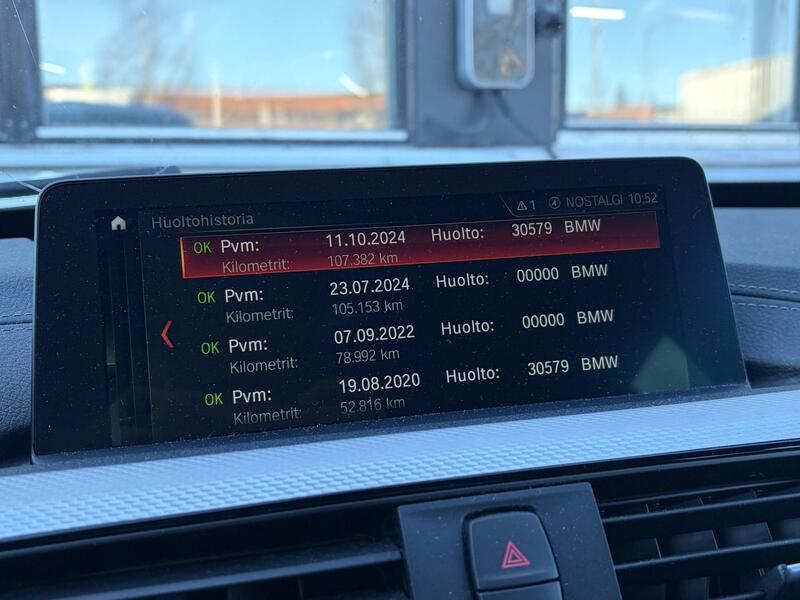 Huoltohistoria 1 NOSTALGI 10:52
OK Pvm: 11.10.2024 Huolto: 30579 BMW
Kilometrit: 107.382 km
OK Pvm: 23.07.2024 Huolto: 00000 BMW
Kilometrit: 105.153 km
OK Pvm: 07.09.2022 Huolto: 00000 BMW
Kilometrit: 78.992 km
OK Pvm: 19.08.2020 Huolto: 30579 BMW
Kilometrit: 52.816 km